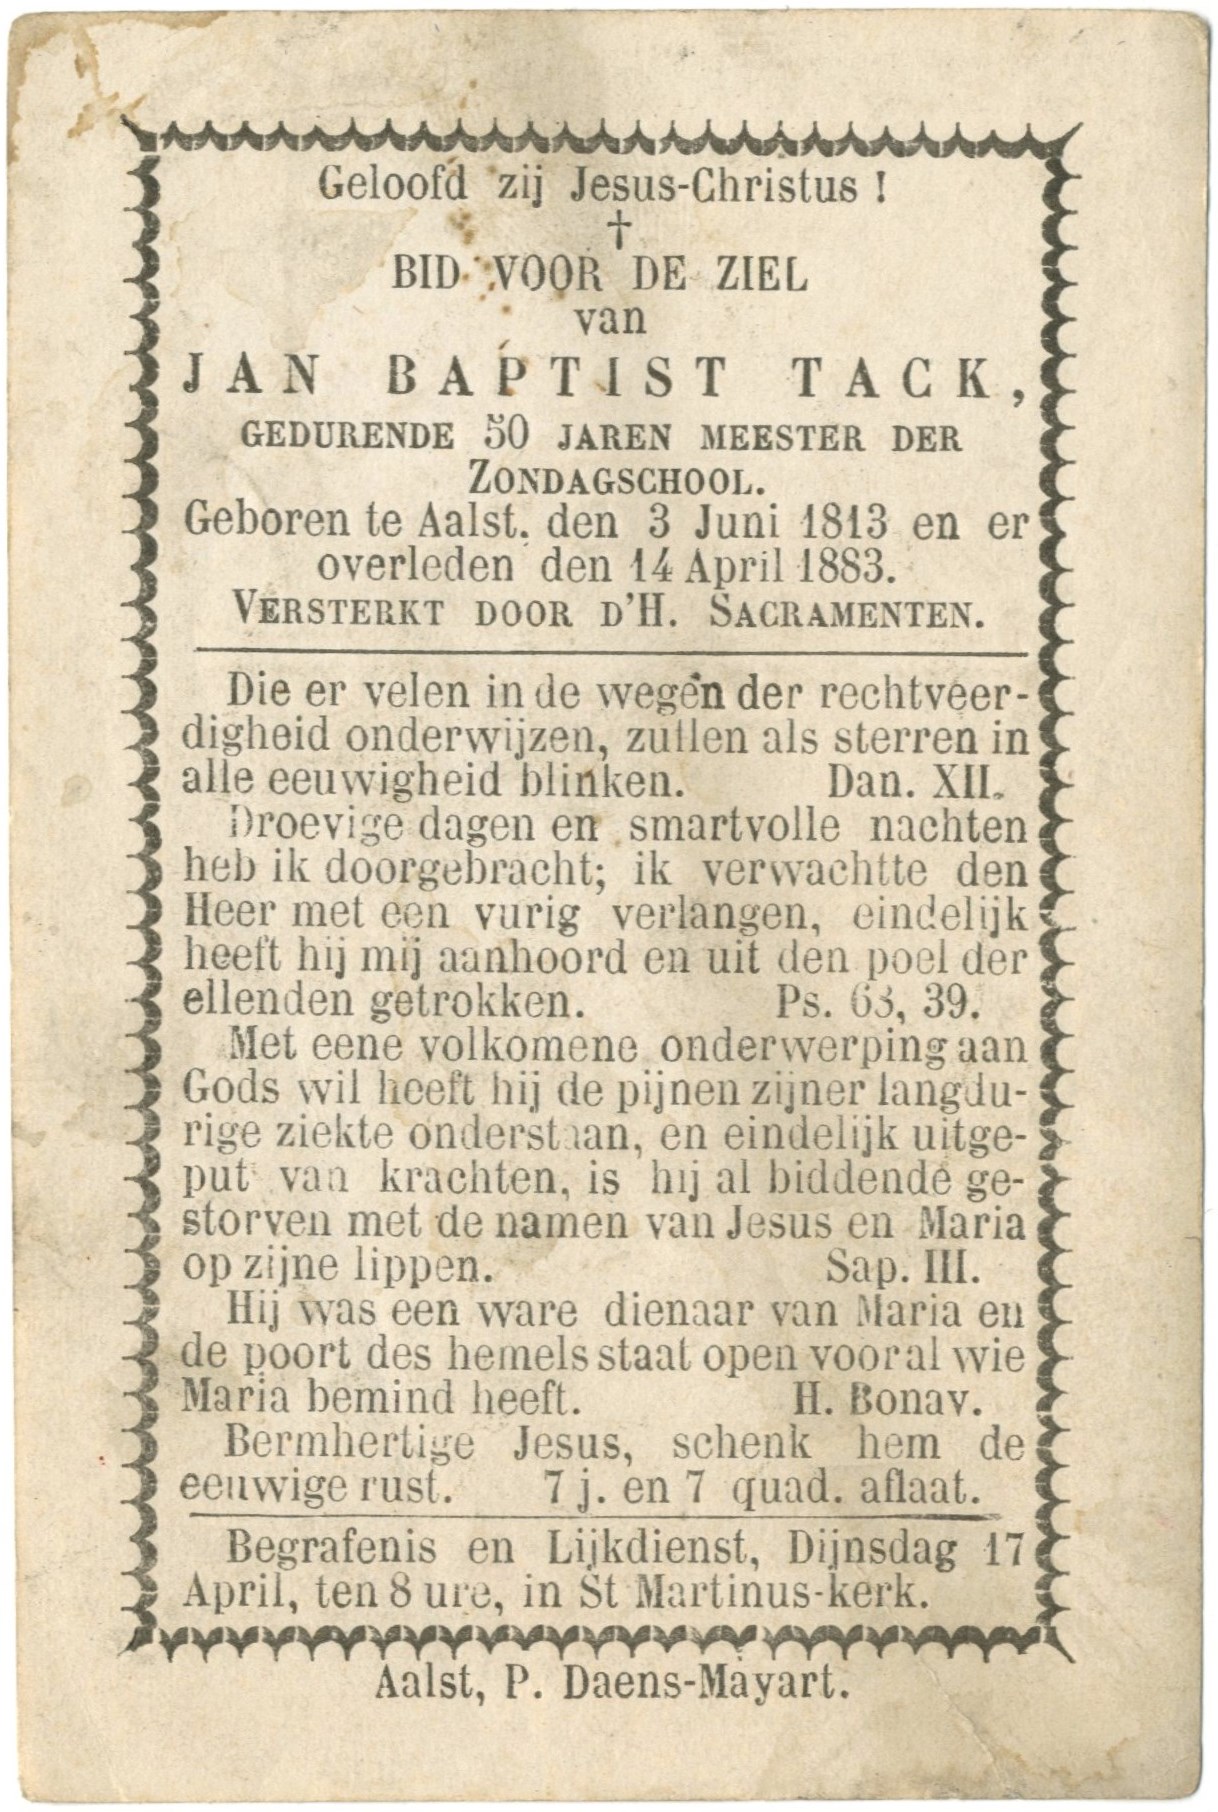 Geloofd zij Jesus-Christus !
†
BID VOOR DE ZIEL
van
JAN BAPTIST TACK,
GEDURENDE 50 JAREN MEESTER DER
ZONDAGSCHOOL.
Geboren te Aalst. den 3 Juni 1813 en er
overleden den 14 April 1883.
VERSTERKT DOOR D'H. SACRAMENTEN.
Die er velen in de wegen der rechtveer-
digheid onderwijzen, zullen als sterren in
alle eeuwigheid blinken. Dan. XII.
Droevige dagen en smartvolle nachten
heb ik doorgebracht; ik verwachtte den
Heer met een vurig verlangen, eindelijk
heeft hij mij aanhoord en uit den poel der
ellenden getrokken. Ps. 63, 39.
Met eene volkomene onderwerping aan
Gods wil heeft hij de pijnen zijner langdu-
rige ziekte onderstaan, en eindelijk uitge-
put van krachten, is hij al biddende ge-
storven met de namen van Jesus en Maria
op zijne lippen. Sap. III.
Hij was een ware dienaar van Maria en
de poort des hemels staat open voor al wie
Maria bemind heeft. H. Bonav.
Bermhertige Jesus, schenk hem de
eeuwige rust. 7 j. en 7 quad. aflaat.
Begrafenis en Lijkdienst, Dijnsdag 17
April, ten 8 ure, in St Martinus-kerk.
Aalst, P. Daens-Mayart.